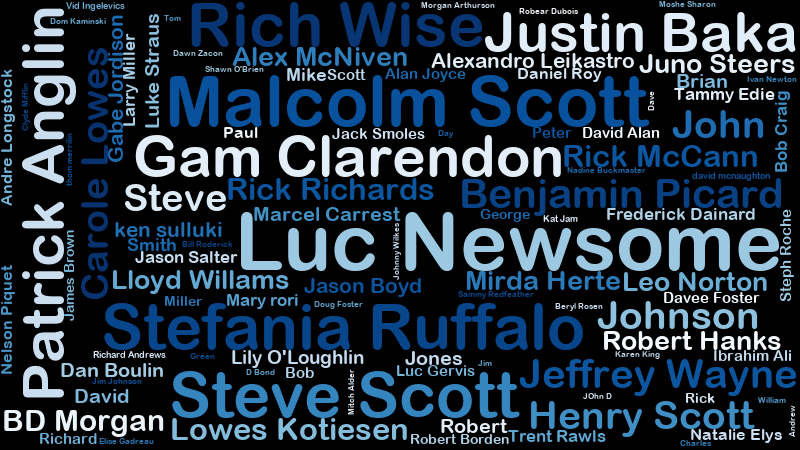 Vid Ingelevics
Dom Kaminski
Tom
Rich Wise
Morgan Arthurson
Robear Dubois
Moshe Sharon
Justin Baka
Patrick Anglin
Carole Lowes
Gabe Jordison
Larry Miller
Luke Straus
Dawn Zacon
Shawn O'Brien
Alex McNiven
MikeScott
Alan Joyce
Alexandro Leikastro
Daniel Roy
Juno Steers
Brian
Ivan Newton
Tammy Edie
Andre Longstock
Clyde Mifflin
thom merrian
Malcolm Scott
Dave
John
Bob Craig
Paul
Jack Smoles
Day
Peter
David Alan
Gam Clarendon
Rick McCann
Nadine Buckmaster
david mcnaughton
Steve
Rick Richards
Benjamin Picard
Marcel Carrest
George
Kat Jam
Frederick Dainard
ken sulluki
Smith
Bill Roderick
Luc Newsome
Johnny Wilkes
Steph Roche
Jason Salter
James Brown
Nelson Piquet
Lloyd Willams
Jason Boyd
Mirda Herte
Leo Norton
Sammy Redfeather
Miller
Mary rori
Doug Foster
Beryl Rosen
Davee Foster
Stefania Ruffalo
Johnson
Robert Hanks
Richard Andrews
Green
Lily O'Loughlin
Jones
Jim
Karen King
Ibrahim Ali
Dan Boulin
Jim Johnson
D Bond
Bob
Mitch Alder
Luc Gervis
Jeffrey Wayne
David
Steve Scott
JOhn D
Rick
William
BD Morgan
Henry Scott
Andrew
Richard
Elise Gadreau
Lowes Kotiesen
Robert
Robert Borden
Trent Rawls
Charles
Natalie Elys